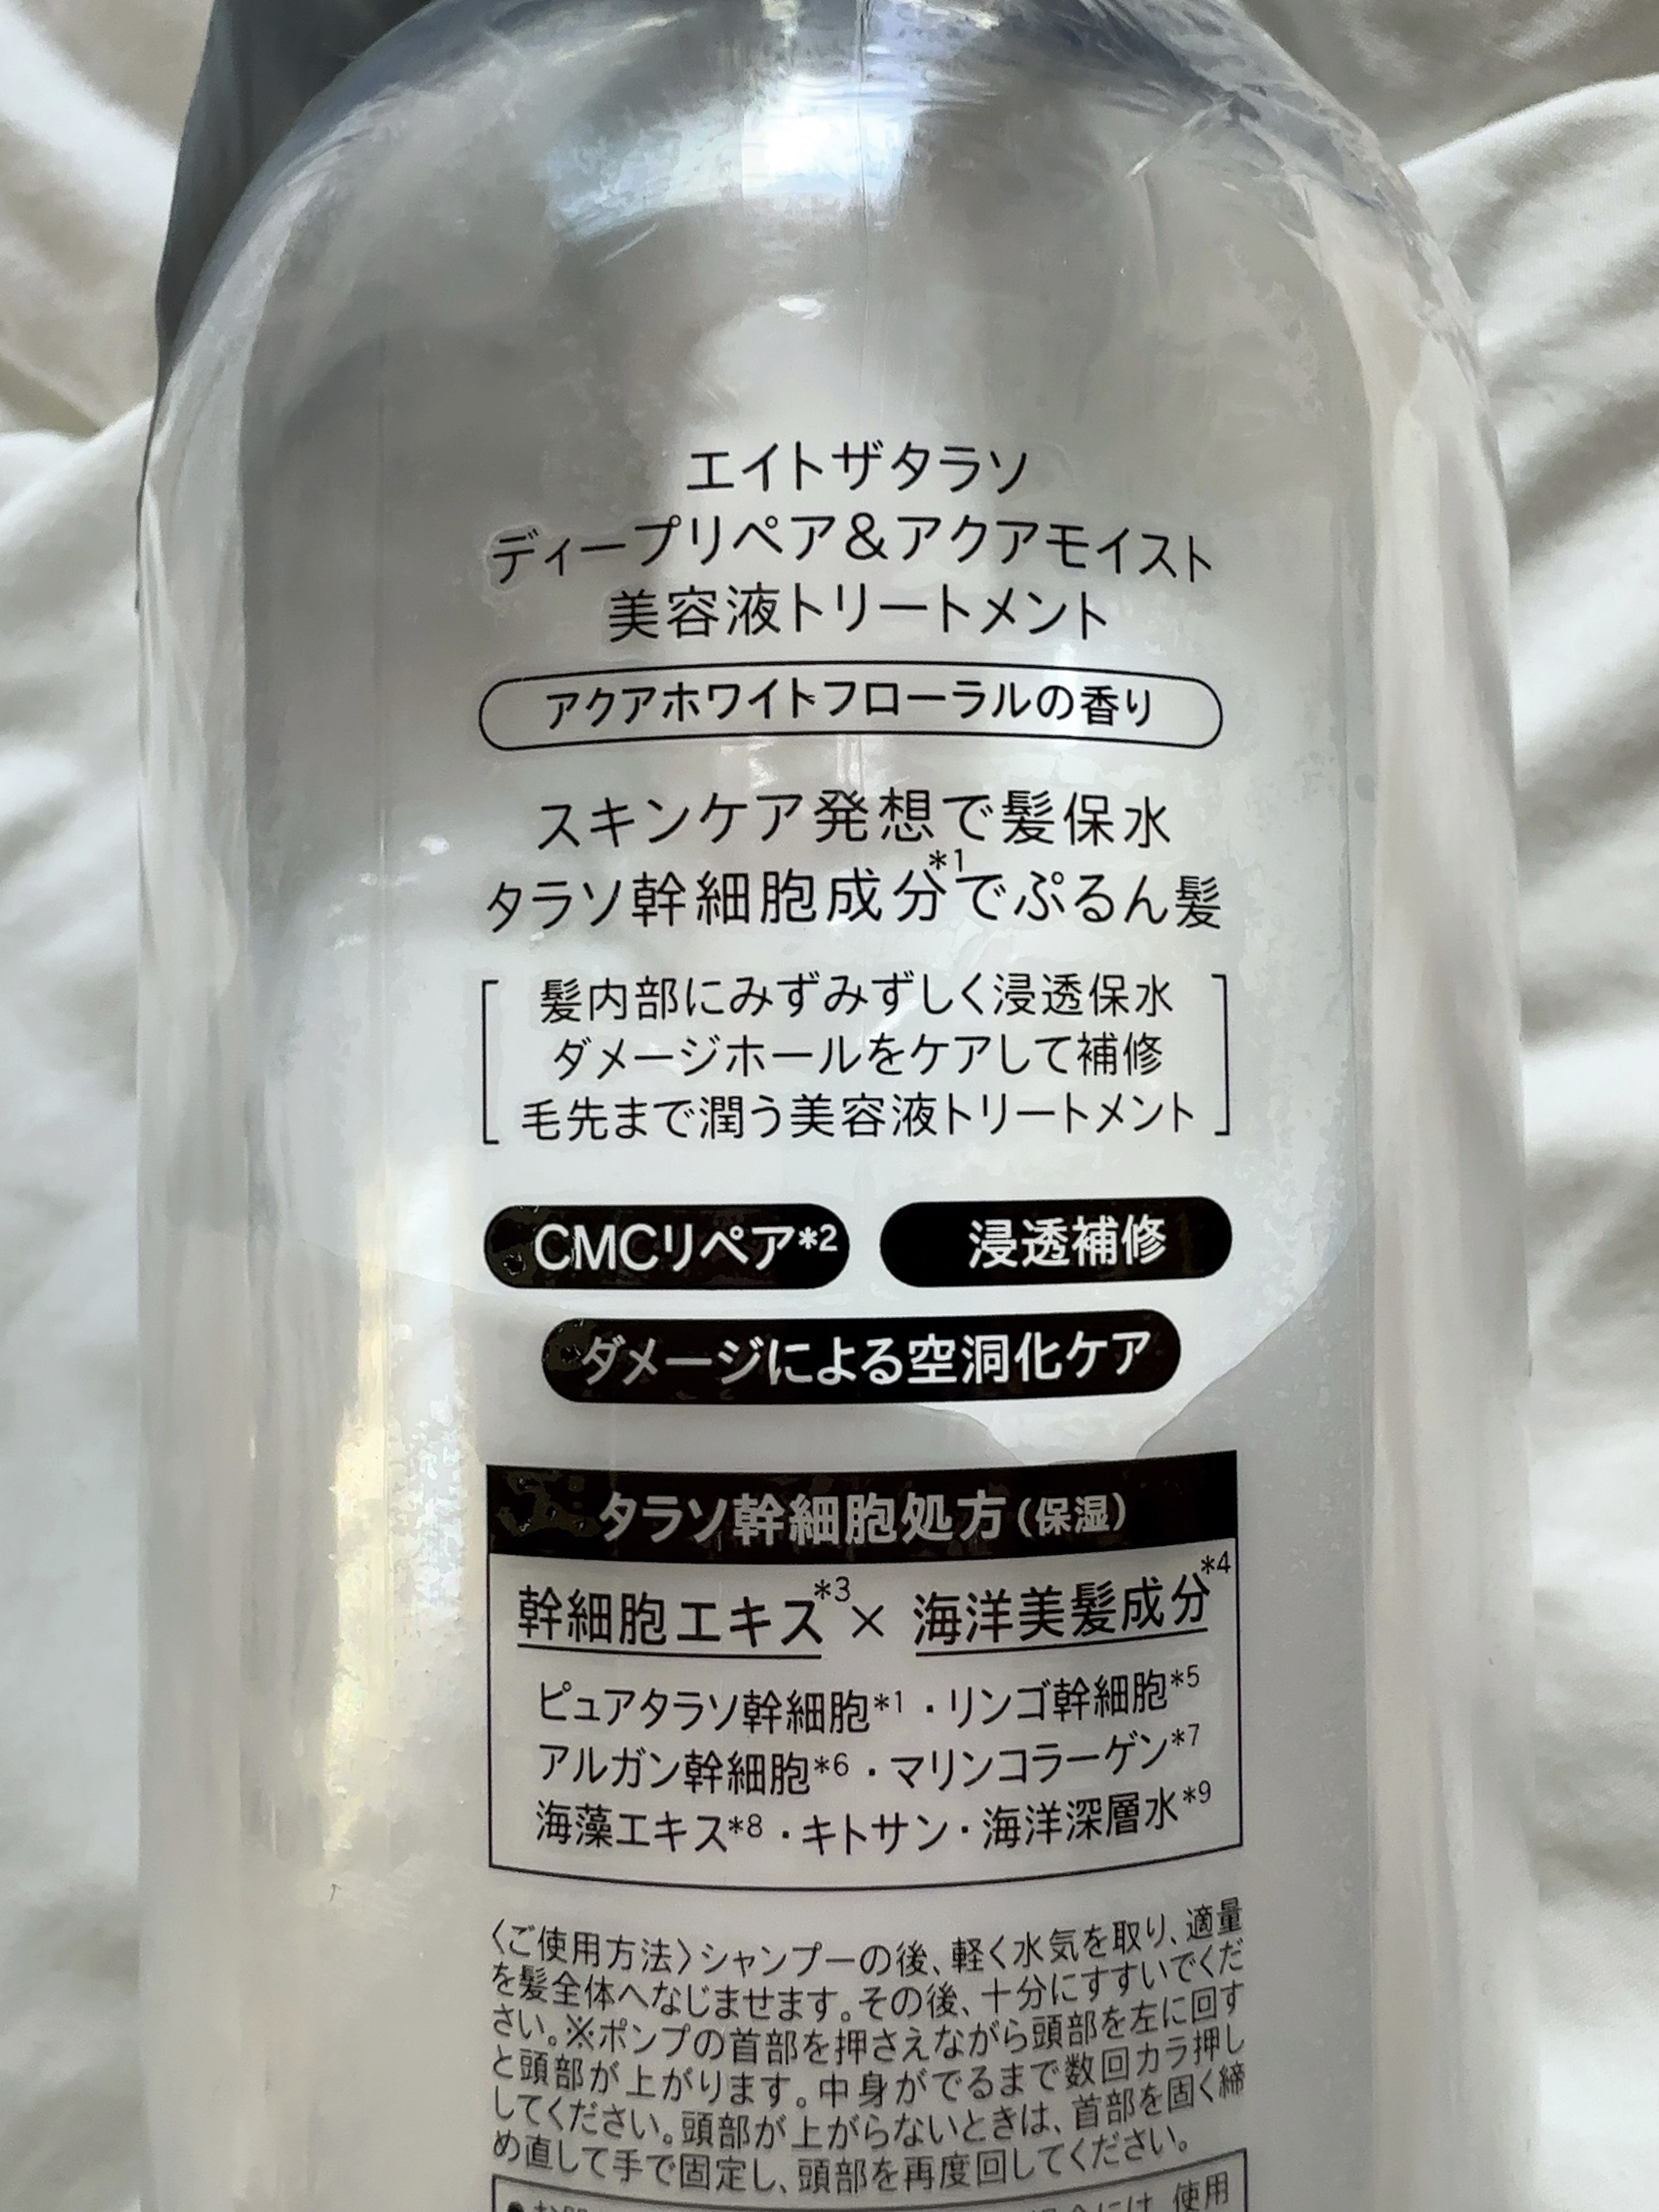 エイトザタラソ
ディープリペア&アクアモイスト
美容液トリートメント
アクアホワイトフローラルの香り
スキンケア発想で髪保水
タラソ幹細胞成分*1でぷるん髪
髪内部にみずみずしく浸透保水
ダメージホールをケアして補修
毛先まで潤う美容液トリートメント
CMCリペア*2 浸透補修
ダメージによる空洞化ケア
タラソ幹細胞処方(保湿)
幹細胞エキス*3×海洋美髪成分*4
ピュアタラソ幹細胞*1・リンゴ幹細胞*5
アルガン幹細胞*6・マリンコラーゲン*7
海藻エキス*8・キトサン・海洋深層水*9
〈ご使用方法〉シャンプーの後、軽く水気を取り、適量
を髪全体へなじませます。その後、十分にすすいでくだ
さい。※ポンプの首部を押さえながら頭部を左に回す
と頭部が上がります。中身がでるまで数回カラ押し
してください。頭部が上がらないときは、首部を固く締
め直して手で固定し、頭部を再度回してください。
には、使用